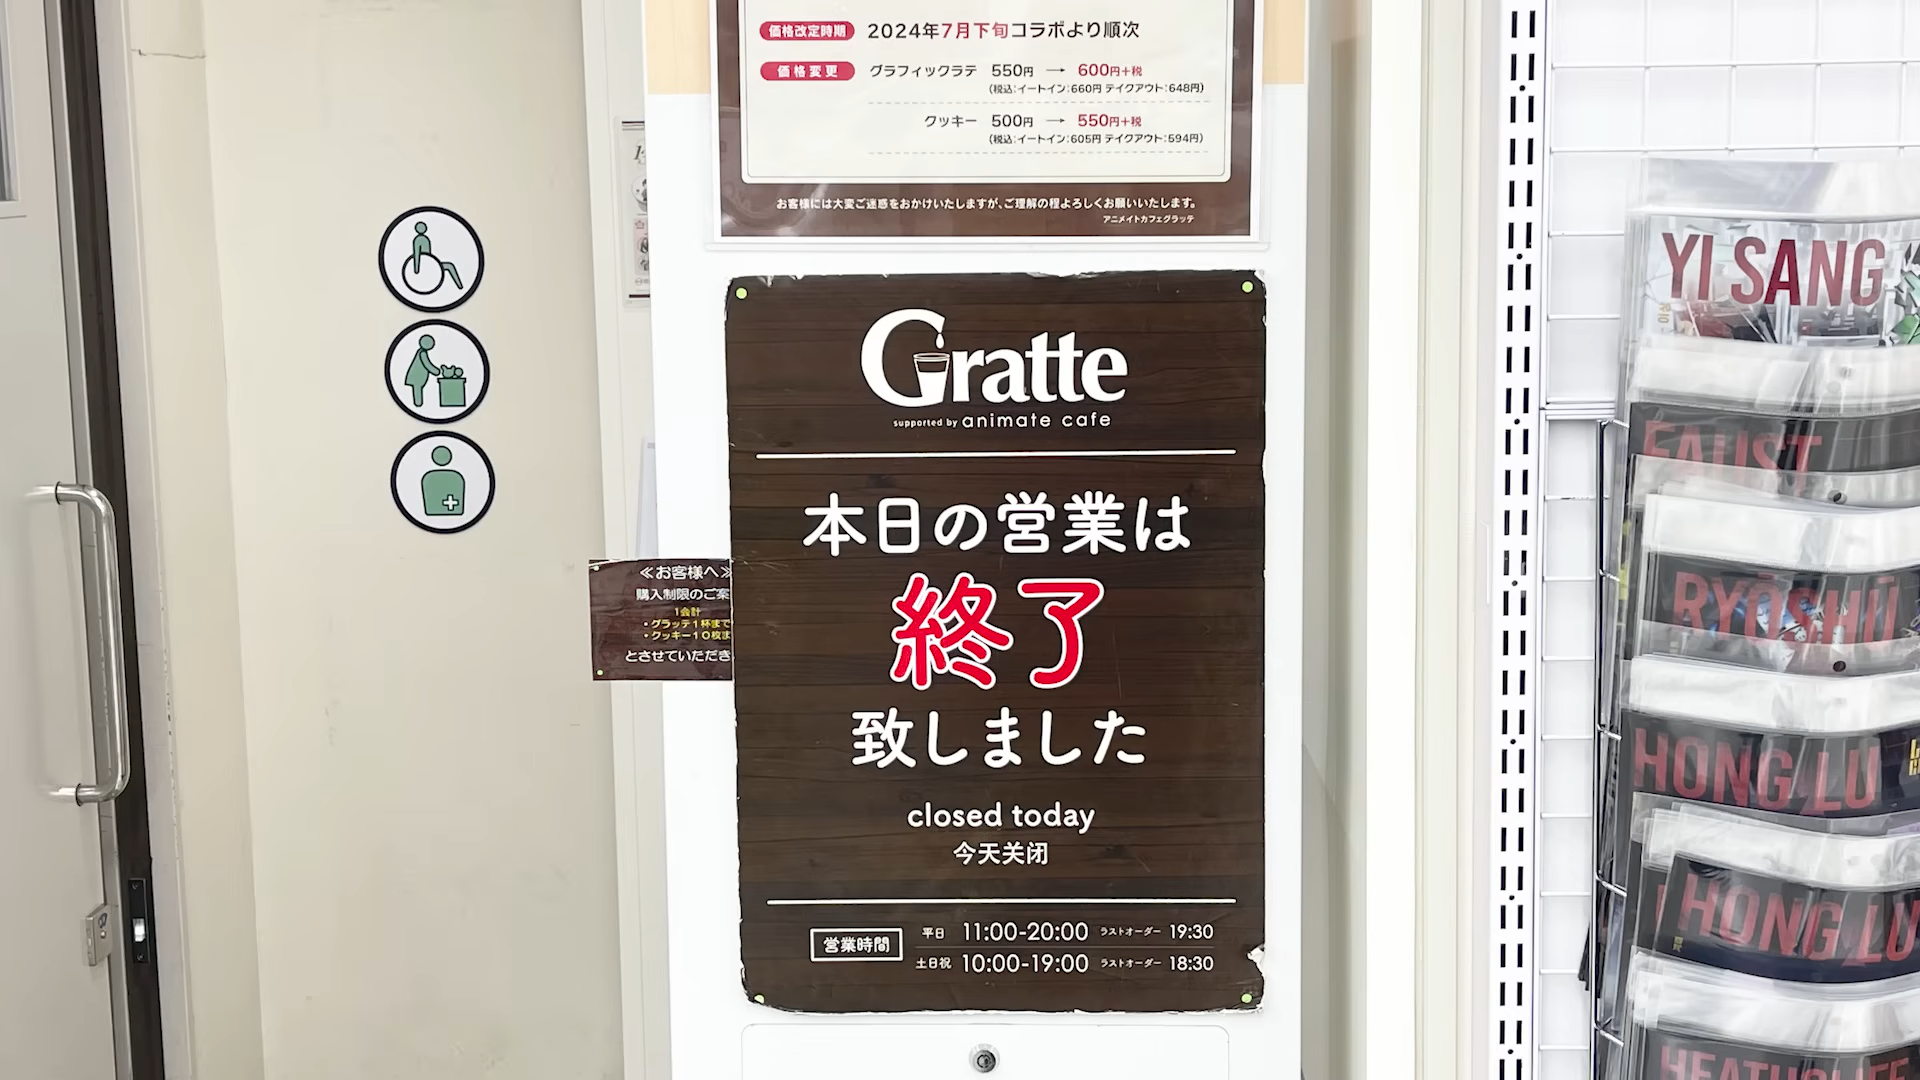 価格改定時期 2024年7月下旬コラボより順次
価格変更 グラフィックラテ 550円 → 600円+税
(税込:イートイン:660円 テイクアウト:648円)
クッキー 500円 → 550円+税
(税込:イートイン:605円 テイクアウト:594円)
お客様には大変ご迷惑をおかけいたしますが、ご理解の程よろしくお願いいたします。
アニメイトカフェグラッテ
Gratte
supported by animate cafe
本日の営業は
終了
致しました
closed today
今天关闭
営業時間 平日 11:00-20:00 ラストオーダー 19:30
土日祝 10:00-19:00 ラストオーダー 18:30
≪お客様へ≫
購入制限のご案
1会計
・グラッテ1杯まで
・クッキー10枚ま
とさせていただき
YI SANG
FAUST
RYŌSHŪ
HONG LU
HONG LU
HEATHCLIFF